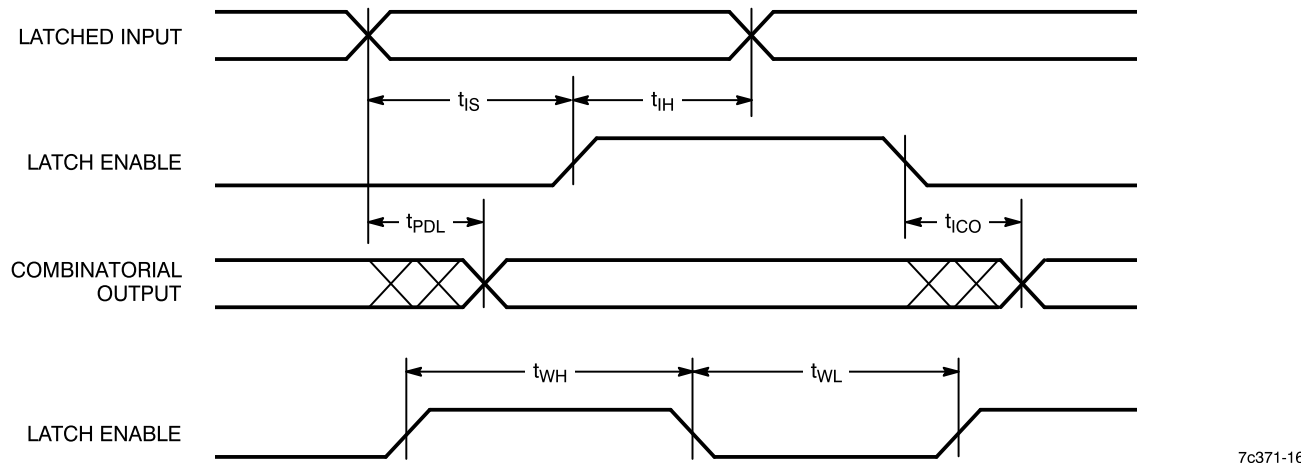 LATCHED INPUT
tIS
tIH
LATCH ENABLE
tPDL
tICO
COMBINATORIAL
OUTPUT
tWH
tWL
LATCH ENABLE
7c371-16